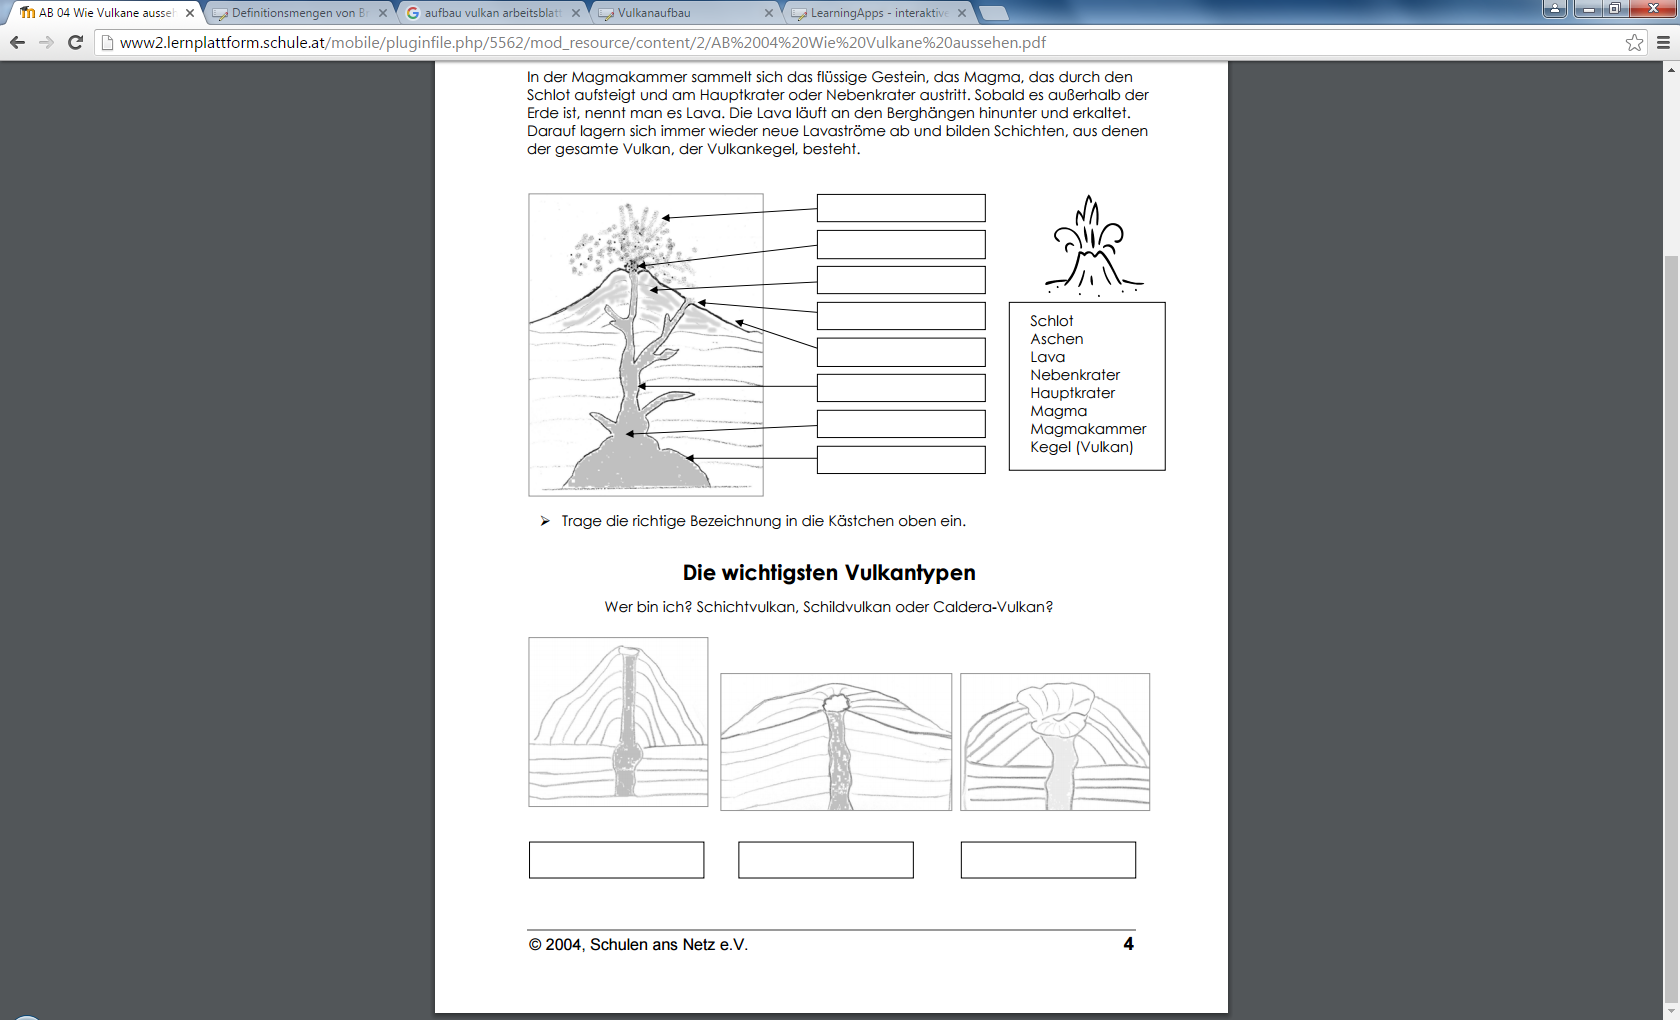 AB 04 Wie Vulkane ausseh
Definitionsmengen von Br
aufbau vulkan arbeitsblatt
Vulkanaufbau
LearningApps - interaktive
www2.lernplattform.schule.at/mobile/pluginfile.php/5562/mod_resource/content/2/AB%2004%20Wie%20Vulkane%20aussehen.pdf
In der Magmakammer sammelt sich das flüssige Gestein, das Magma, das durch den
Schlot aufsteigt und am Hauptkrater oder Nebenkrater austritt. Sobald es außerhalb der
Erde ist, nennt man es Lava. Die Lava läuft an den Berghängen hinunter und erkaltet.
Darauf lagern sich immer wieder neue Lavaströme ab und bilden Schichten, aus denen
der gesamte Vulkan, der Vulkankegel, besteht.
Schlot
Aschen
Lava
Nebenkrater
Hauptkrater
Magma
Magmakammer
Kegel (Vulkan)
➢ Trage die richtige Bezeichnung in die Kästchen oben ein.
Die wichtigsten Vulkantypen
Wer bin ich? Schichtvulkan, Schildvulkan oder Caldera-Vulkan?
© 2004, Schulen ans Netz e.V. 4